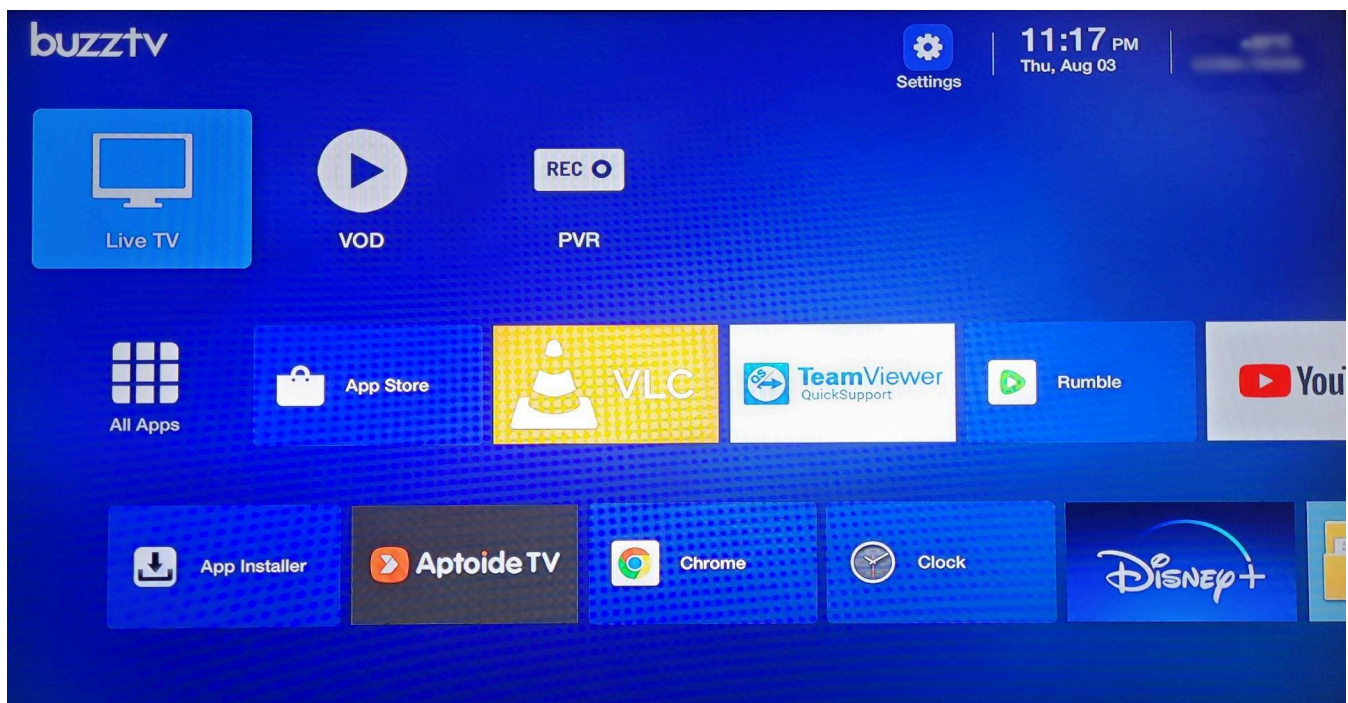 buzztv
Settings
11:17 PM
Thu, Aug 03
Live TV
VOD
REC
PVR
All Apps
App Store
VLC
TeamViewer
QuickSupport
Rumble
You
App Installer
Aptoide TV
Chrome
Clock
Disney+